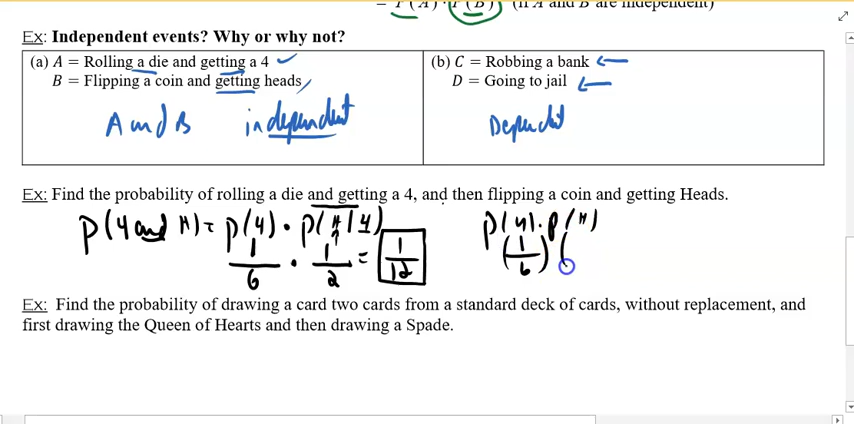 = P(A) · P(B) (if A and B are independent)
Ex: Independent events? Why or why not?
(a) A = Rolling a die and getting a 4
B = Flipping a coin and getting heads
A and B independent
(b) C = Robbing a bank
D = Going to jail
Dependent
Ex: Find the probability of rolling a die and getting a 4, and then flipping a coin and getting Heads.
P(4 and H) = P(4) · P(H|4)
1/6 · 1/2 = 1/12
P(4) · P(H)
(1/6) (
Ex: Find the probability of drawing a card two cards from a standard deck of cards, without replacement, and
first drawing the Queen of Hearts and then drawing a Spade.